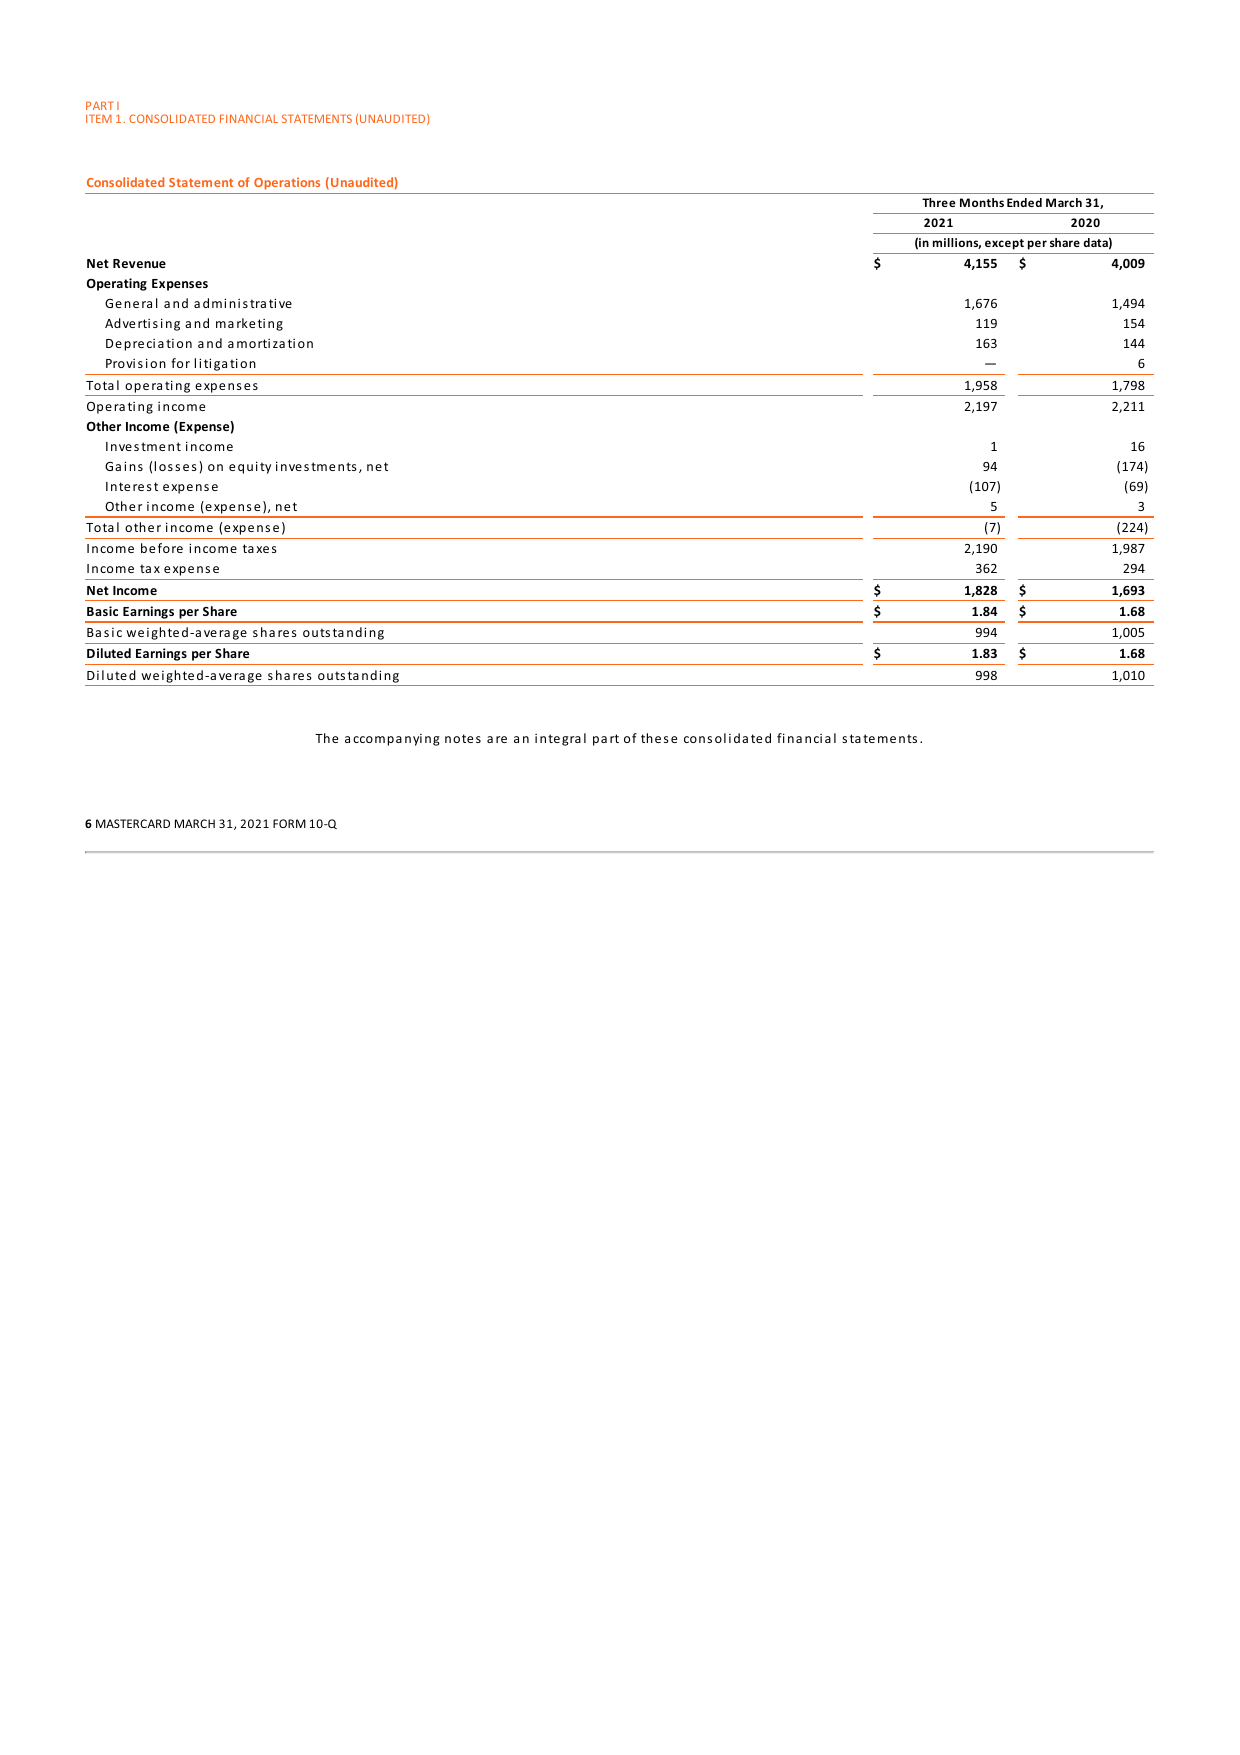 PART I
ITEM 1. CONSOLIDATED FINANCIAL STATEMENTS (UNAUDITED)
Consolidated Statement of Operations (Unaudited)
Three Months Ended March 31,
2021 2020
(in millions, except per share data)
Net Revenue $ 4,155 $ 4,009
Operating Expenses
General and administrative 1,676 1,494
Advertising and marketing 119 154
Depreciation and amortization 163 144
Provision for litigation — 6
Total operating expenses 1,958 1,798
Operating income 2,197 2,211
Other Income (Expense)
Investment income 1 16
Gains (losses) on equity investments, net 94 (174)
Interest expense (107) (69)
Other income (expense), net 5 3
Total other income (expense) (7) (224)
Income before income taxes 2,190 1,987
Income tax expense 362 294
Net Income $ 1,828 $ 1,693
Basic Earnings per Share $ 1.84 $ 1.68
Basic weighted-average shares outstanding 994 1,005
Diluted Earnings per Share $ 1.83 $ 1.68
Diluted weighted-average shares outstanding 998 1,010
The accompanying notes are an integral part of these consolidated financial statements.
6 MASTERCARD MARCH 31, 2021 FORM 10-Q